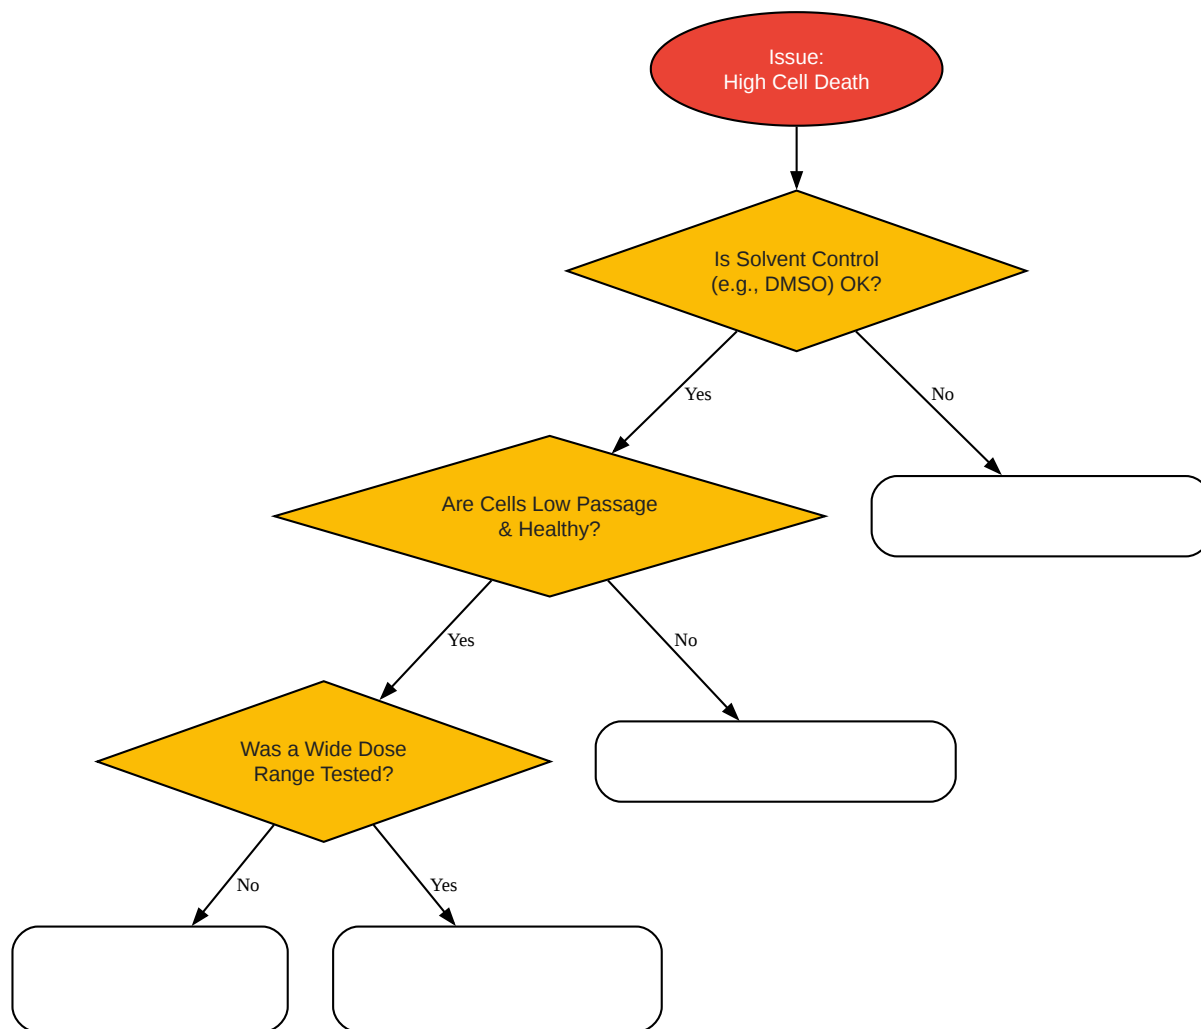 Issue:
High Cell Death
Is Solvent Control
(e.g., DMSO) OK?
Yes
No
Are Cells Low Passage
& Healthy?
Yes
No
Was a Wide Dose
Range Tested?
No
Yes